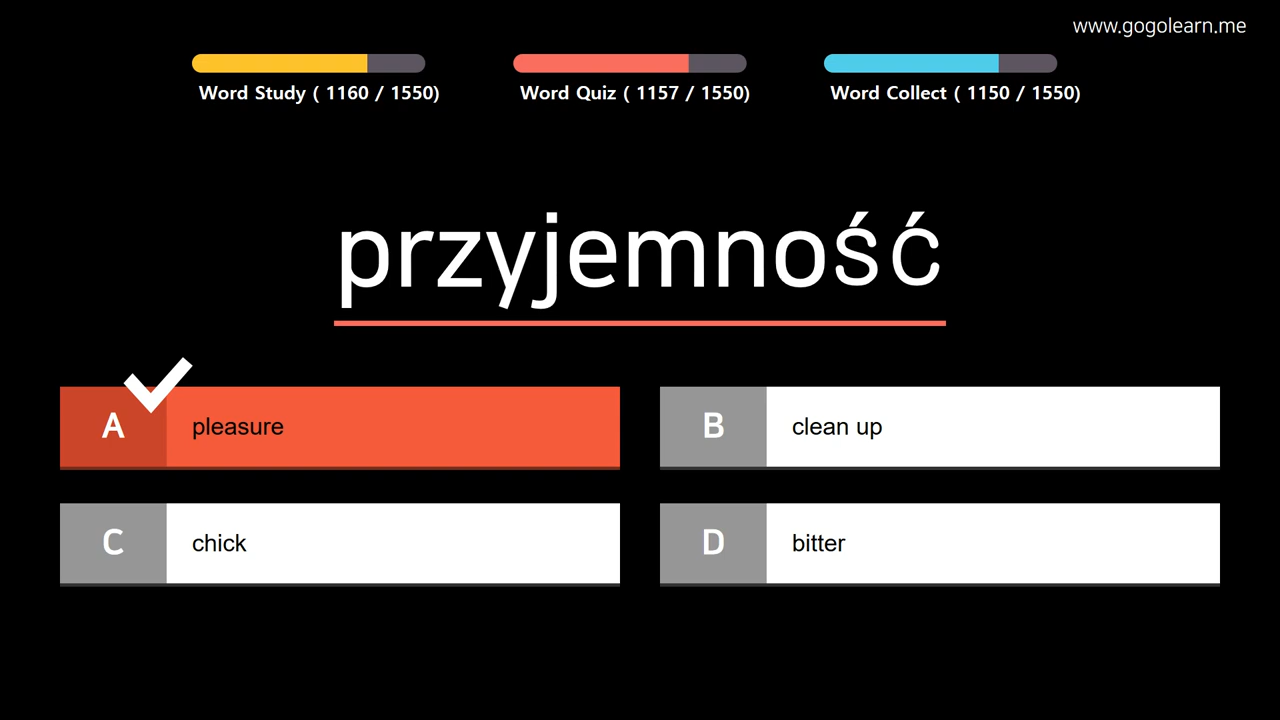 www.gogolearn.me
Word Study ( 1160 / 1550)
Word Quiz ( 1157 / 1550)
Word Collect ( 1150 / 1550)
przyjemność
A pleasure
B clean up
C chick
D bitter